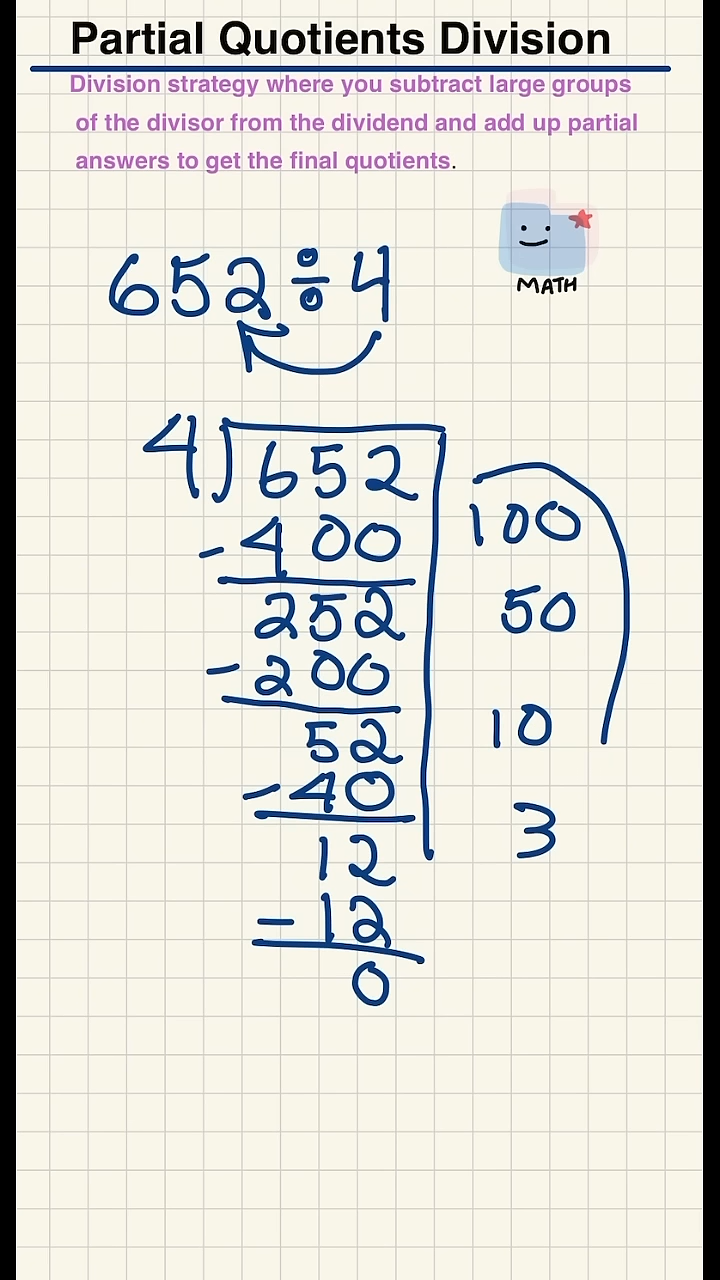 Partial Quotients Division
Division strategy where you subtract large groups
of the divisor from the dividend and add up partial
answers to get the final quotients.
652 ÷ 4
MATH
4)652
-400 100
252
-200 50
52
-40 10
12
-12 3
0